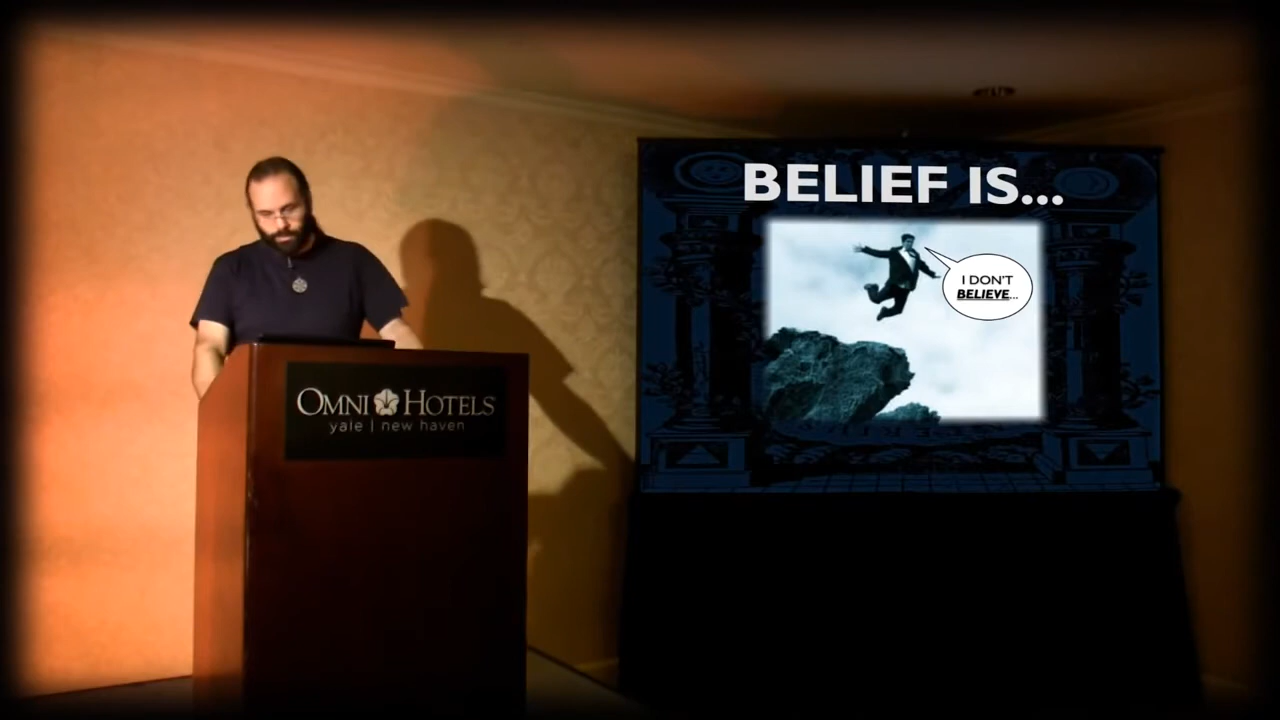 BELIEF IS...
I DON'T
BELIEVE...
OMNI HOTELS
yale | new haven